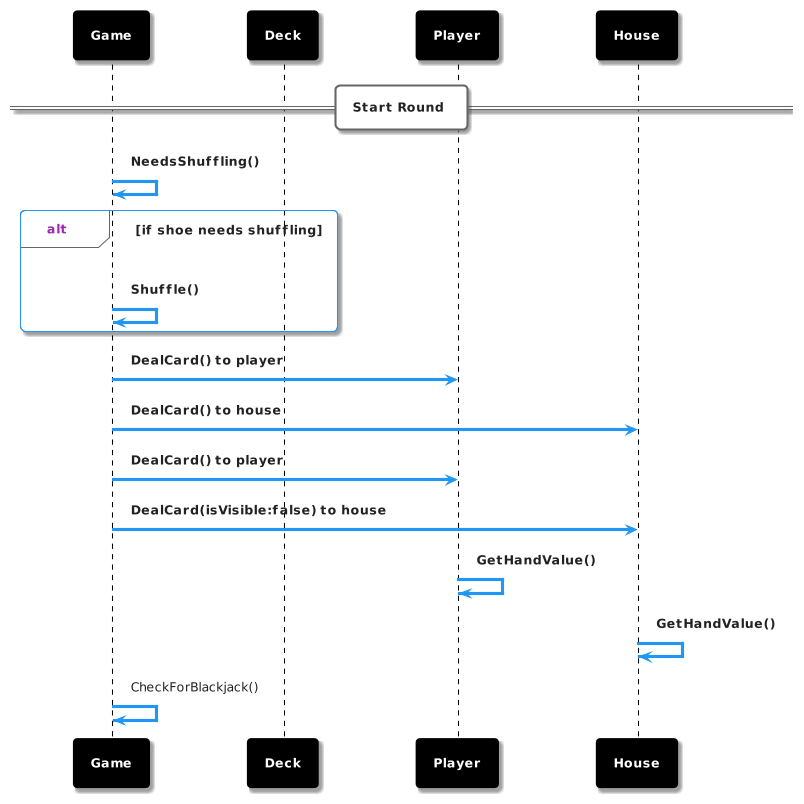 Game Deck Player House
Start Round
NeedsShuffling()
alt [if shoe needs shuffling]
Shuffle()
DealCard() to player
DealCard() to house
DealCard() to player
DealCard(isVisible:false) to house
GetHandValue()
GetHandValue()
CheckForBlackjack()
Game Deck Player House